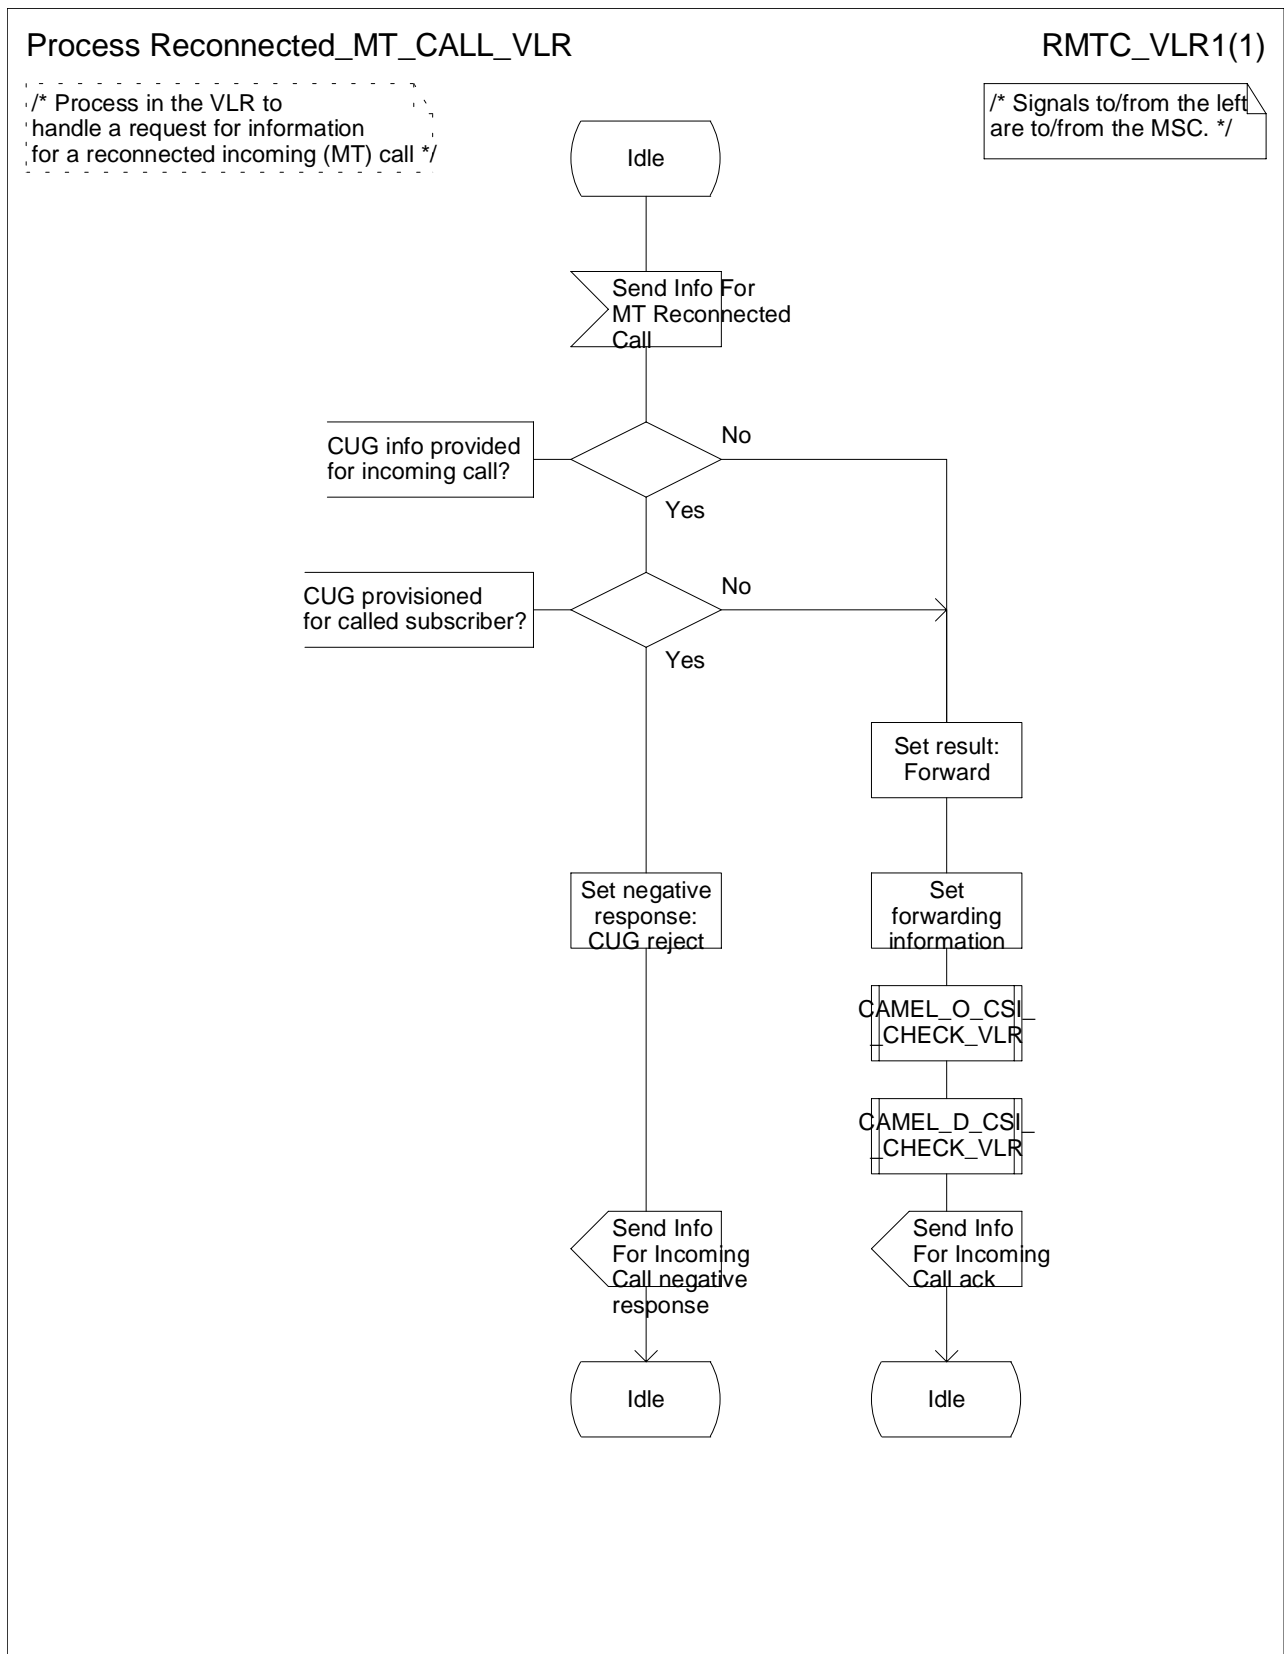 Process Reconnected_MT_CALL_VLR
RMTC_VLR1(1)
/* Process in the VLR to
handle a request for information
for a reconnected incoming (MT) call */
/* Signals to/from the left
are to/from the MSC. */
Idle
Send Info For
MT Reconnected
Call
CUG info provided
for incoming call?
No
Yes
CUG provisioned
for called subscriber?
No
Yes
Set result:
Forward
Set negative
response:
CUG reject
Set
forwarding
information
CAMEL_O_CSI_
_CHECK_VLR
CAMEL_D_CSI_
_CHECK_VLR
Send Info
For Incoming
Call negative
response
Send Info
For Incoming
Call ack
Idle
Idle